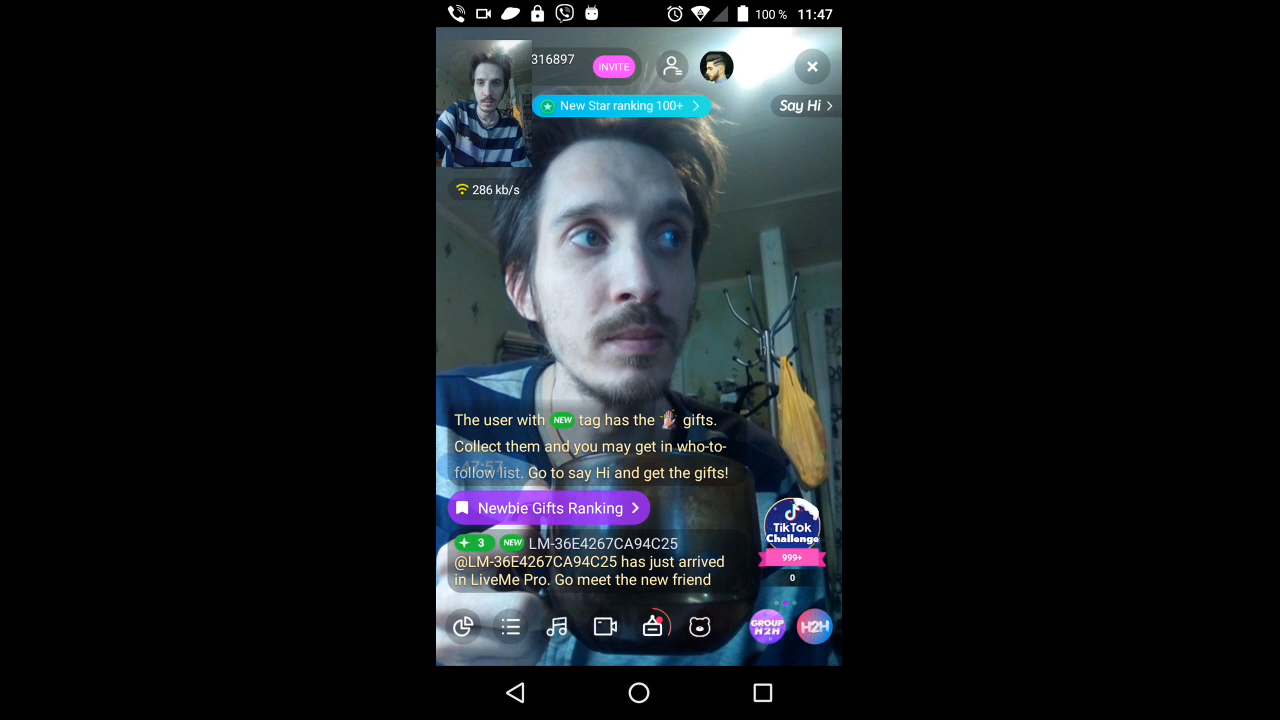 100 % 11:47
316897
INVITE
New Star ranking 100+
Say Hi
286 kb/s
The user with NEW tag has the gifts.
Collect them and you may get in who-to-
follow list. Go to say Hi and get the gifts!
47:57
Newbie Gifts Ranking
3 NEW LM-36E4267CA94C25
@LM-36E4267CA94C25 has just arrived
in LiveMe Pro. Go meet the new friend
TikTok
Challenge
999+
0
GROUP
H2H
H2H